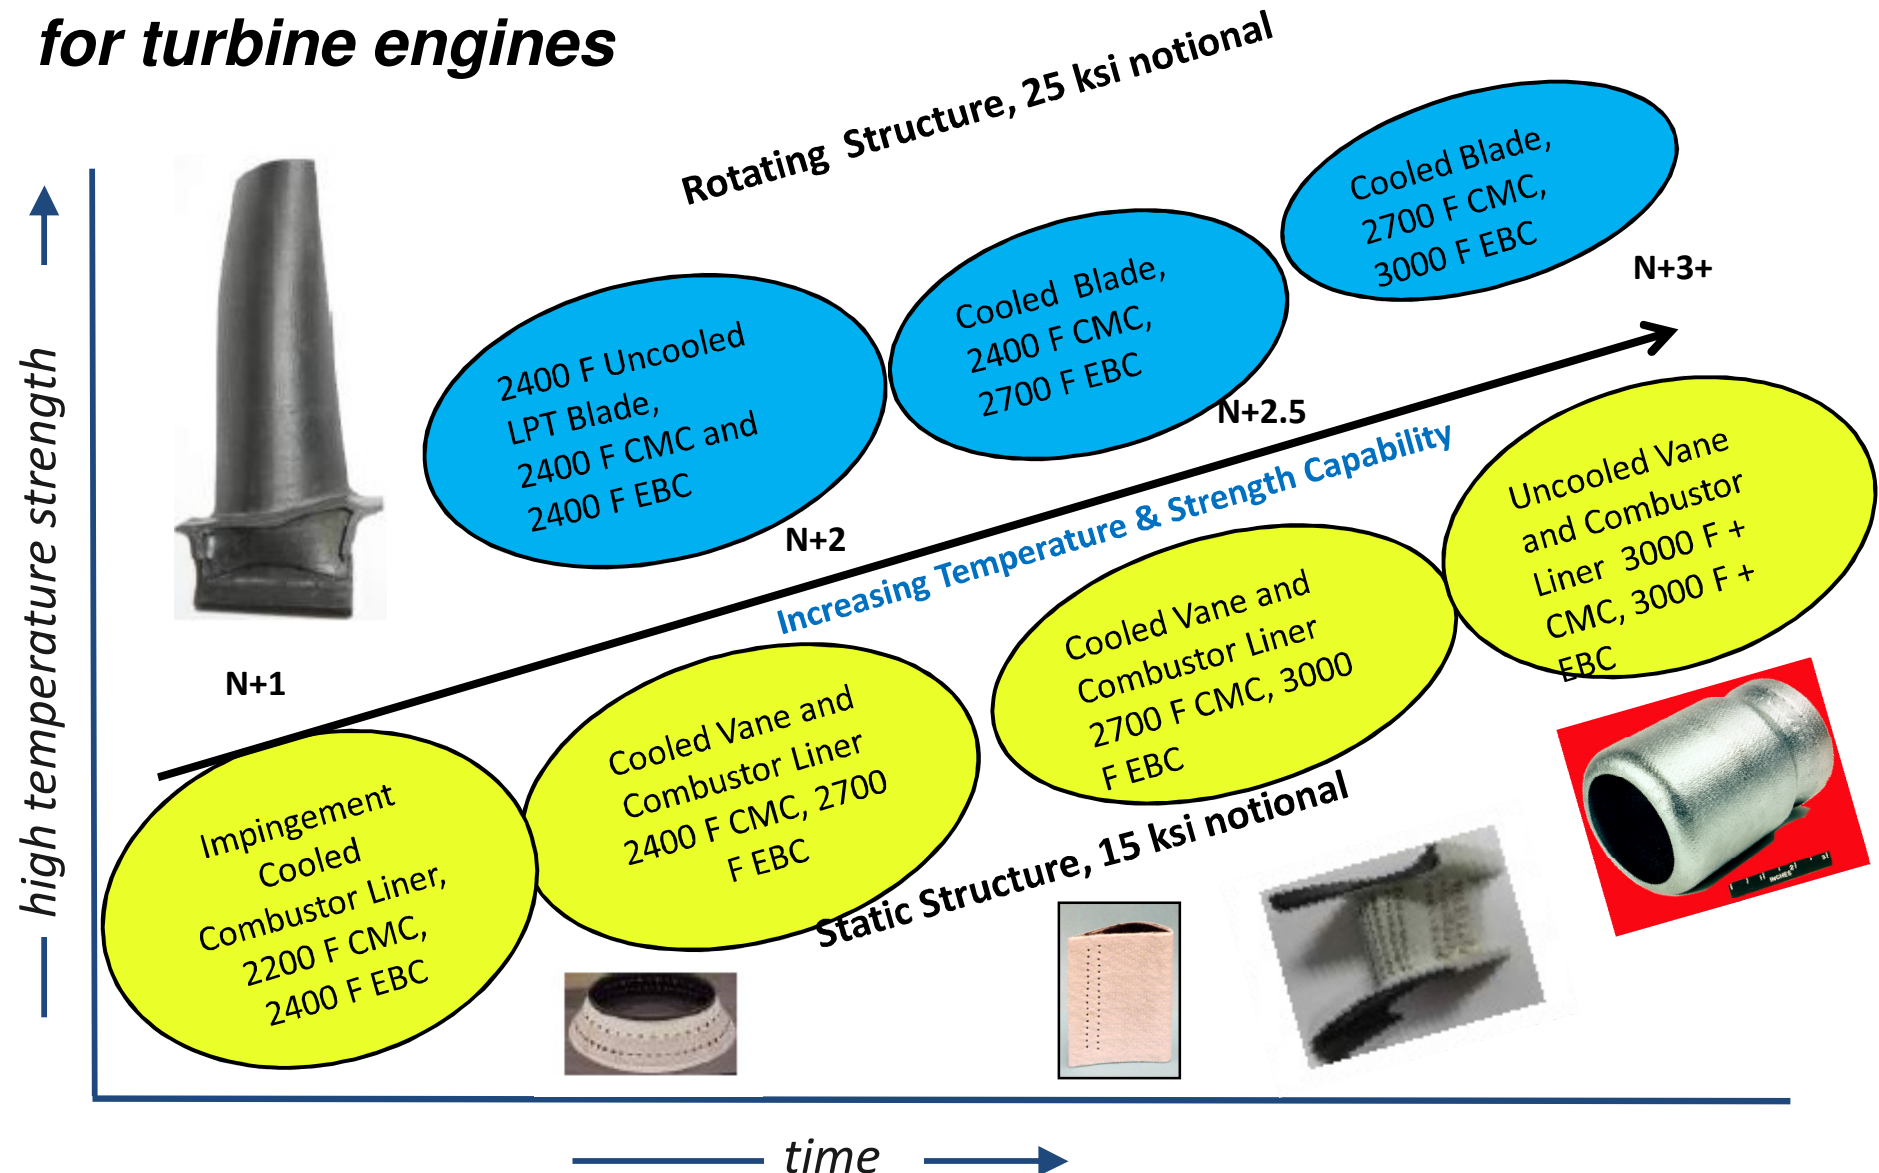 for turbine engines
Rotating Structure, 25 ksi notional
Cooled Blade,
2700 F CMC,
3000 F EBC
N+3+
Cooled Blade,
2400 F CMC,
2700 F EBC
N+2.5
2400 F Uncooled
LPT Blade,
2400 F CMC and
2400 F EBC
N+2
Increasing Temperature & Strength Capability
N+1
Uncooled Vane
and Combustor
Liner 3000 F +
CMC, 3000 F +
EBC
Cooled Vane and
Combustor Liner
2700 F CMC, 3000
F EBC
Cooled Vane and
Combustor Liner
2400 F CMC, 2700
F EBC
Impingement
Cooled
Combustor Liner,
2200 F CMC,
2400 F EBC
Static Structure, 15 ksi notional
INCHES
high temperature strength
time